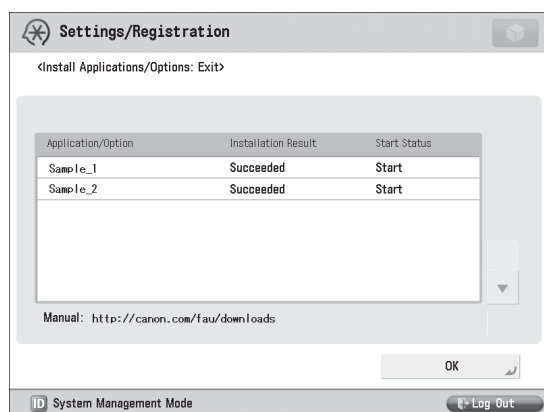 Settings/Registration
<Install Applications/Options: Exit>
Application/Option Installation Result Start Status
Sample_1 Succeeded Start
Sample_2 Succeeded Start
Manual: http://canon.com/fau/downloads
OK
ID System Management Mode Log Out